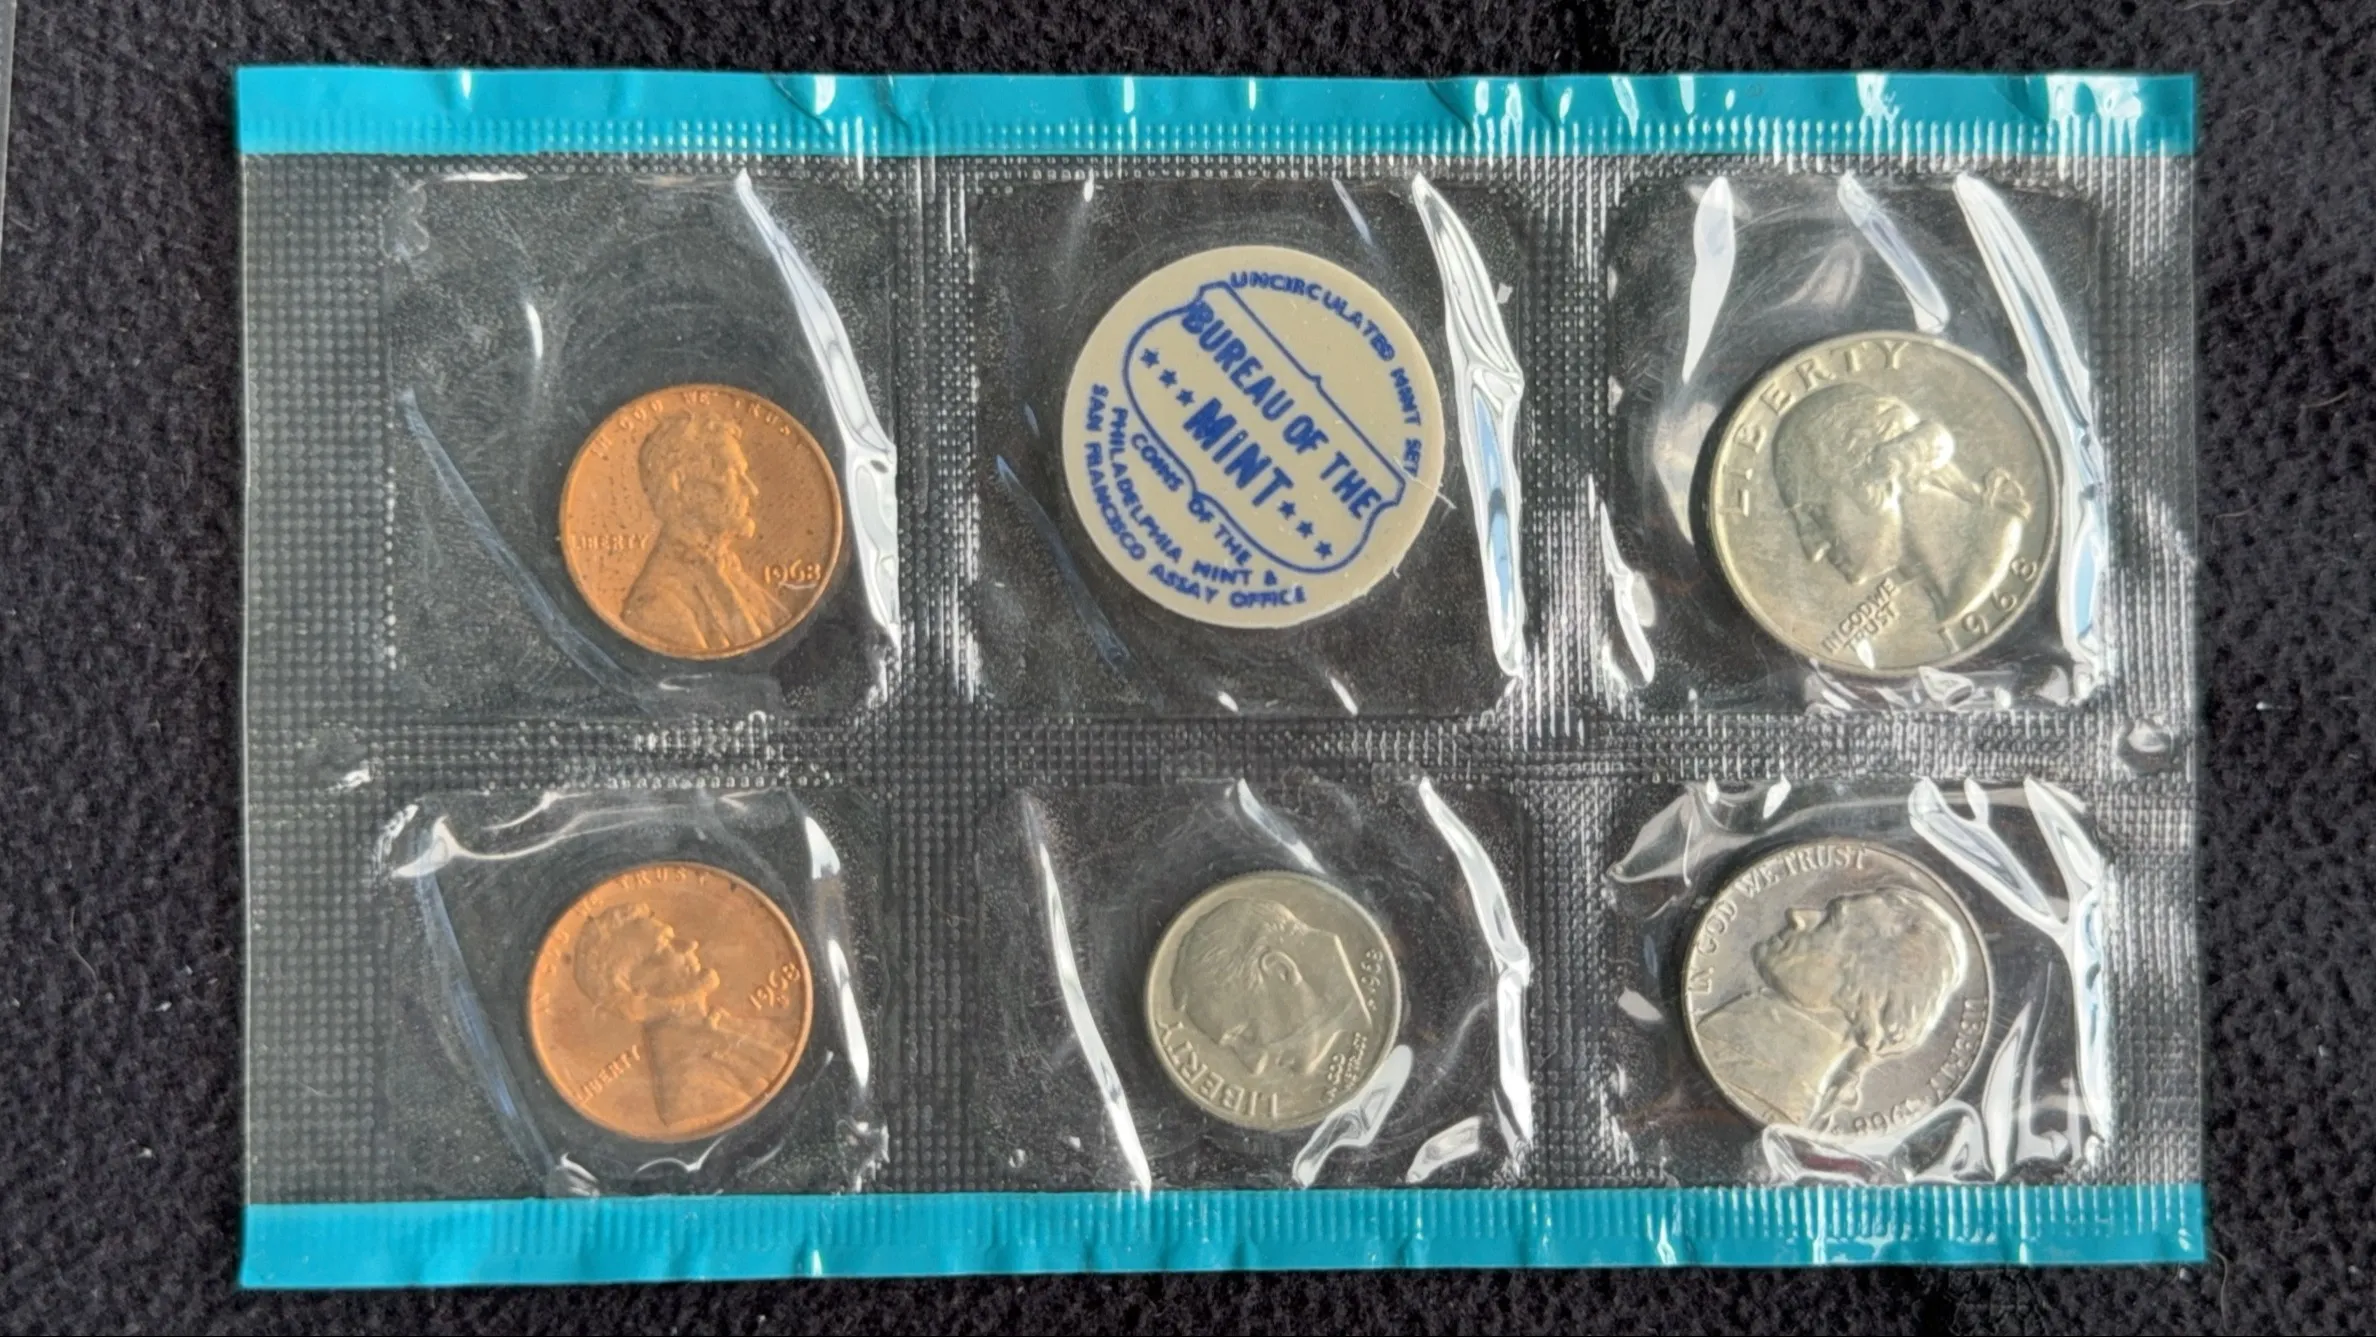 IN GOD WE TRUST
LIBERTY
1968
UNCIRCULATED MINT SET
BUREAU OF THE
MINT
COINS OF THE
PHILADELPHIA MINT &
SAN FRANCISCO ASSAY OFFICE
LIBERTY
IN GOD WE
TRUST
1968
WE TRUST
LIBERTY
1968
S
LIBERTY
IN GOD
WE TRUST
1968
IN GOD WE TRUST
LIBERTY
1968